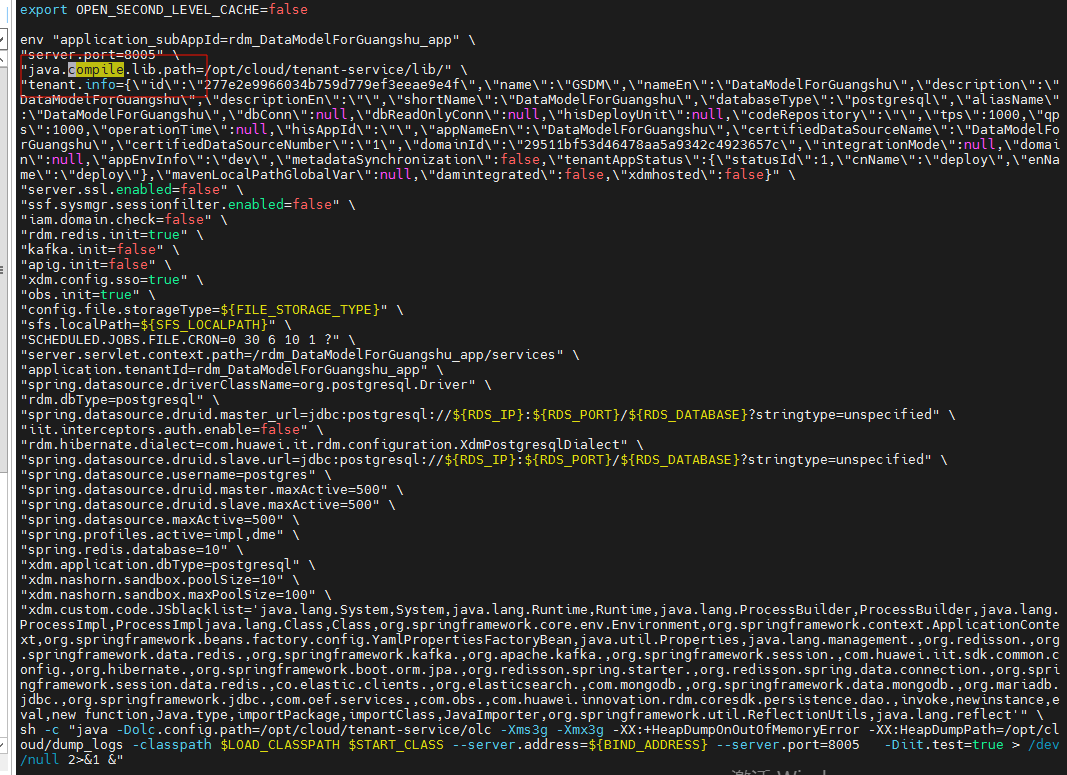 export OPEN_SECOND_LEVEL_CACHE=false
env "application_subAppId=rdm_DataModelForGuangshu_app" \
"server.port=8005" \
"java.compile.lib.path=/opt/cloud/tenant-service/lib/" \
"tenant.info={\"id\":\"277e2e9966034b759d779ef3eeae9e4f\",\"name\":\"GSDM\",\"nameEn\":\"DataModelForGuangshu\",\"description\":\"
DataModelForGuangshu\",\"descriptionEn\":\"\",\"shortName\":\"DataModelForGuangshu\",\"databaseType\":\"postgresql\",\"aliasName\"
:\"DataModelForGuangshu\",\"dbConn\":null,\"dbReadOnlyConn\":null,\"hisDeployUnit\":null,\"codeRepository\":\"\",\"tps\":1000,\"qp
s\":1000,\"operationTime\":null,\"hisAppId\":\"\",\"appNameEn\":\"DataModelForGuangshu\",\"certifiedDataSourceName\":\"DataModelFo
rGuangshu\",\"certifiedDataSourceNumber\":\"1\",\"domainId\":\"29511bf53d46478aa5a9342c4923657c\",\"integrationMode\":null,\"domai
n\":null,\"appEnvInfo\":\"dev\",\"metadataSynchronization\":false,\"tenantAppStatus\":{\"statusId\":1,\"cnName\":\"deploy\",\"enNa
me\":\"deploy\"},\"mavenLocalPathGlobalVar\":null,\"damintegrated\":false,\"xdmhosted\":false}" \
"server.ssl.enabled=false" \
"ssf.sysmgr.sessionfilter.enabled=false" \
"iam.domain.check=false" \
"rdm.redis.init=true" \
"kafka.init=false" \
"apig.init=false" \
"xdm.config.sso=true" \
"obs.init=true" \
"config.file.storageType=${FILE_STORAGE_TYPE}" \
"sfs.localPath=${SFS_LOCALPATH}" \
"SCHEDULED.JOBS.FILE.CRON=0 30 6 10 1 ?" \
"server.servlet.context.path=/rdm_DataModelForGuangshu_app/services" \
"application.tenantId=rdm_DataModelForGuangshu_app" \
"spring.datasource.driverClassName=org.postgresql.Driver" \
"rdm.dbType=postgresql" \
"spring.datasource.druid.master_url=jdbc:postgresql://${RDS_IP}:${RDS_PORT}/${RDS_DATABASE}?stringtype=unspecified" \
"iit.interceptors.auth.enable=false" \
"rdm.hibernate.dialect=com.huawei.it.rdm.configuration.XdmPostgresqlDialect" \
"spring.datasource.druid.slave.url=jdbc:postgresql://${RDS_IP}:${RDS_PORT}/${RDS_DATABASE}?stringtype=unspecified" \
"spring.datasource.username=postgres" \
"spring.datasource.druid.master.maxActive=500" \
"spring.datasource.druid.slave.maxActive=500" \
"spring.datasource.maxActive=500" \
"spring.profiles.active=impl,dme" \
"spring.redis.database=10" \
"xdm.application.dbType=postgresql" \
"xdm.nashorn.sandbox.poolSize=10" \
"xdm.nashorn.sandbox.maxPoolSize=100" \
"xdm.custom.code.JSblacklist='java.lang.System,System,java.lang.Runtime,Runtime,java.lang.ProcessBuilder,ProcessBuilder,java.lang.
ProcessImpl,ProcessImpljava.lang.Class,Class,org.springframework.core.env.Environment,org.springframework.context.ApplicationConte
xt,org.springframework.beans.factory.config.YamlPropertiesFactoryBean,java.util.Properties,java.lang.management.,org.redisson.,org
.springframework.data.redis.,org.springframework.kafka.,org.apache.kafka.,org.springframework.session.,com.huawei.iit.sdk.common.c
onfig.,org.hibernate.,org.springframework.boot.orm.jpa.,org.redisson.spring.starter.,org.redisson.spring.data.connection.,org.spri
ngframework.session.data.redis.,co.elastic.clients.,org.elasticsearch.,com.mongodb.,org.springframework.data.mongodb.,org.mariadb.
jdbc.,org.springframework.jdbc.,com.oef.services.,com.obs.,com.huawei.innovation.rdm.coresdk.persistence.dao.,invoke,newinstance,e
val,new function,Java.type,importPackage,importClass,JavaImporter,org.springframework.util.ReflectionUtils,java.lang.reflect'" \
sh -c "java -Dolc.config.path=/opt/cloud/tenant-service/olc -Xms3g -Xmx3g -XX:+HeapDumpOnOutOfMemoryError -XX:HeapDumpPath=/opt/cl
oud/dump_logs -classpath $LOAD_CLASSPATH $START_CLASS --server.address=${BIND_ADDRESS} --server.port=8005   -Diit.test=true > /dev
/null 2>&1 &"